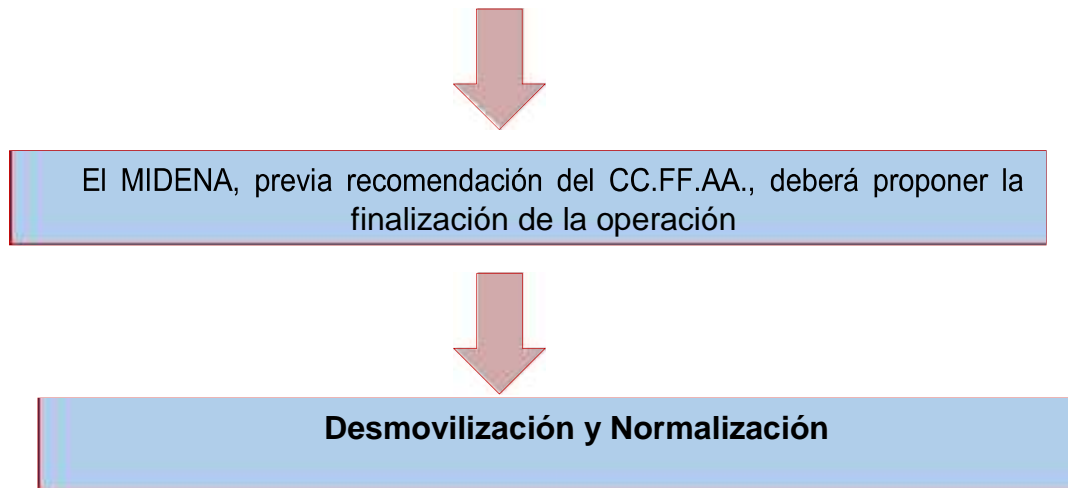 El MIDENA, previa recomendación del CC.FF.AA., deberá proponer la
finalización de la operación
Desmovilización y Normalización